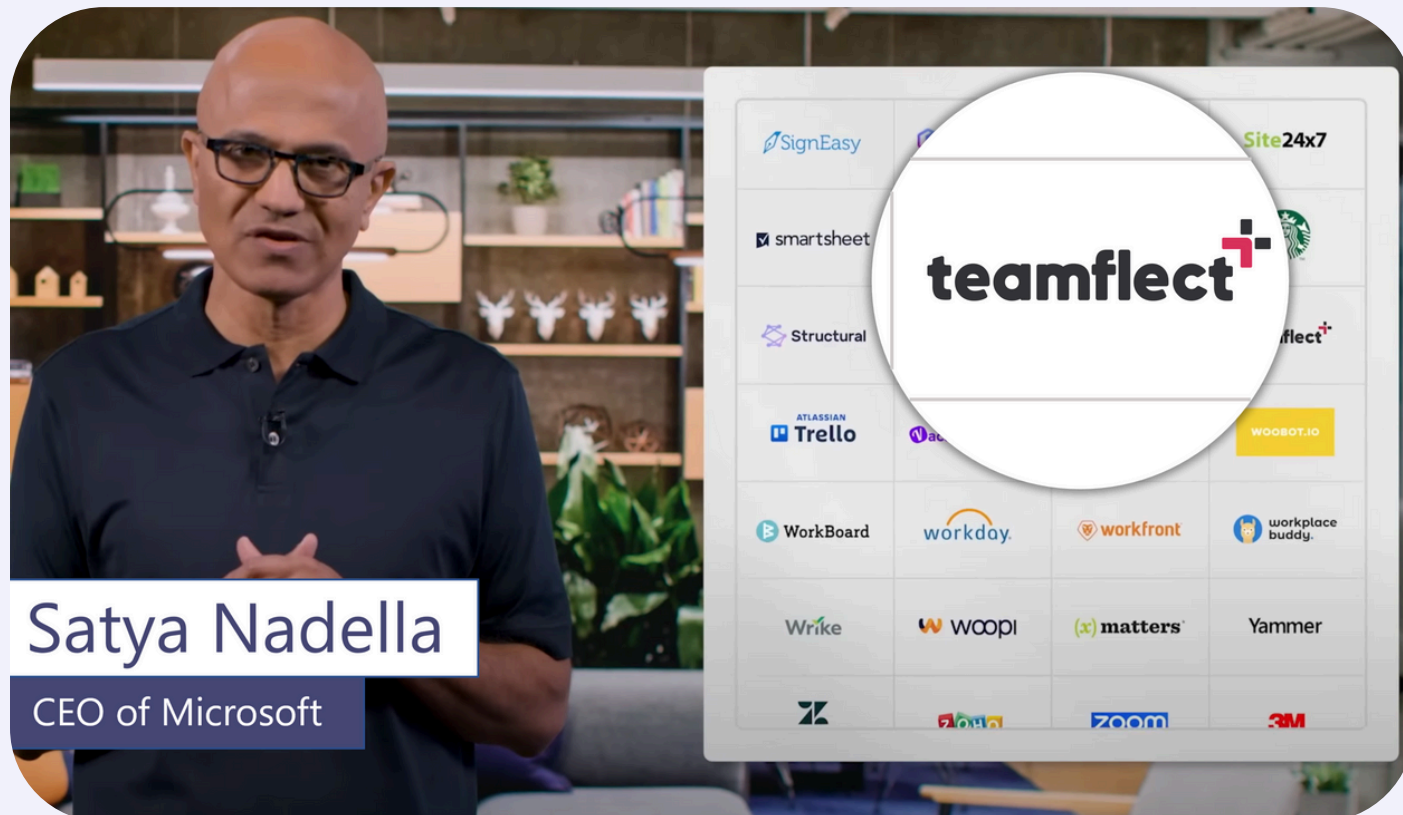 SignEasy
Site24x7
smartsheet
teamflect
Structural
flect
ATLASSIAN
Trello
WOOBOT.IO
WorkBoard
workday.
workfront
workplace
buddy.
Wrike
woopi
(x) matters
Yammer
ZOHO
zoom
3M
Satya Nadella
CEO of Microsoft